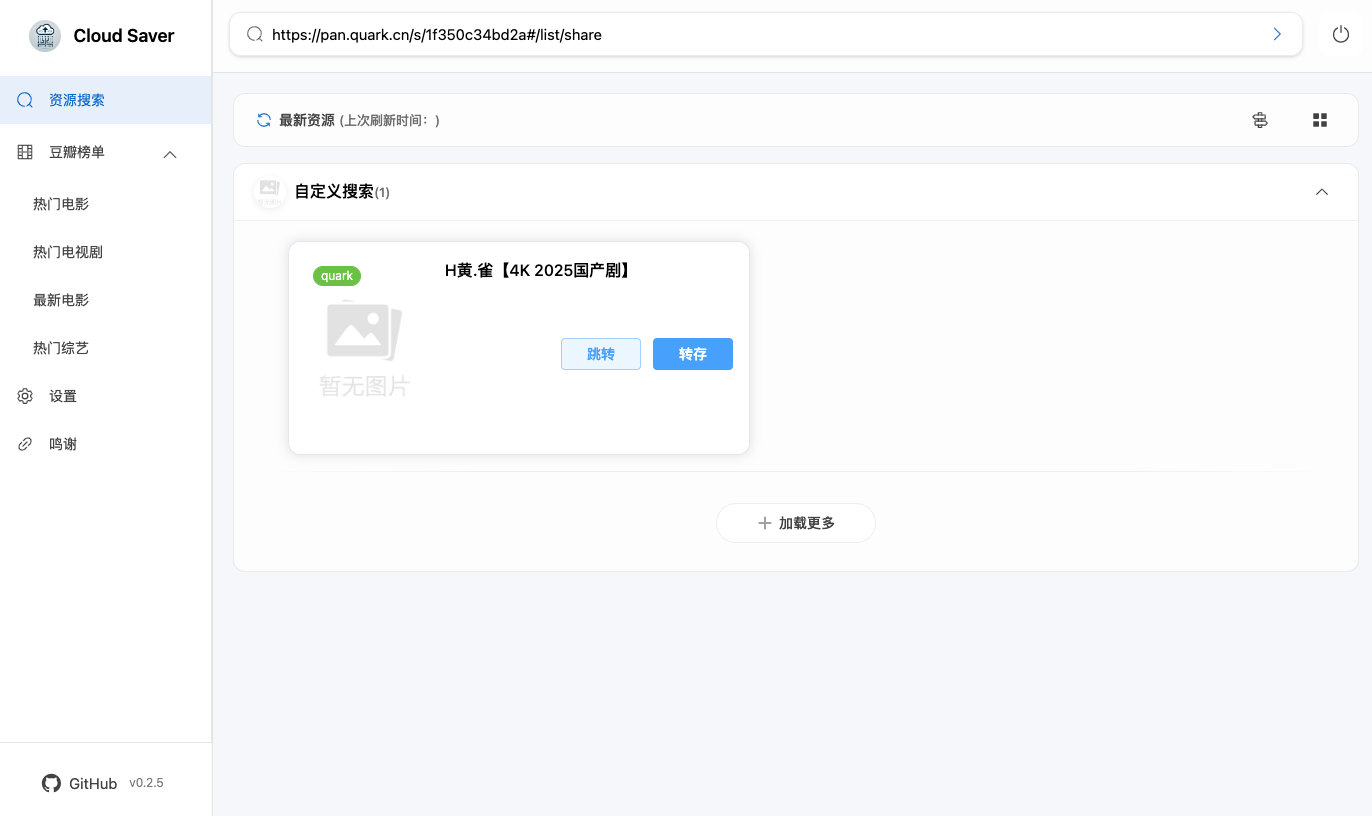 Cloud Saver
https://pan.quark.cn/s/1f350c34bd2a#/list/share
资源搜索
豆瓣榜单
热门电影
热门电视剧
最新电影
热门综艺
设置
鸣谢
GitHub v0.2.5
最新资源 (上次刷新时间：)
自定义搜索(1)
quark
H黄.雀【4K 2025国产剧】
暂无图片
跳转
转存
加载更多